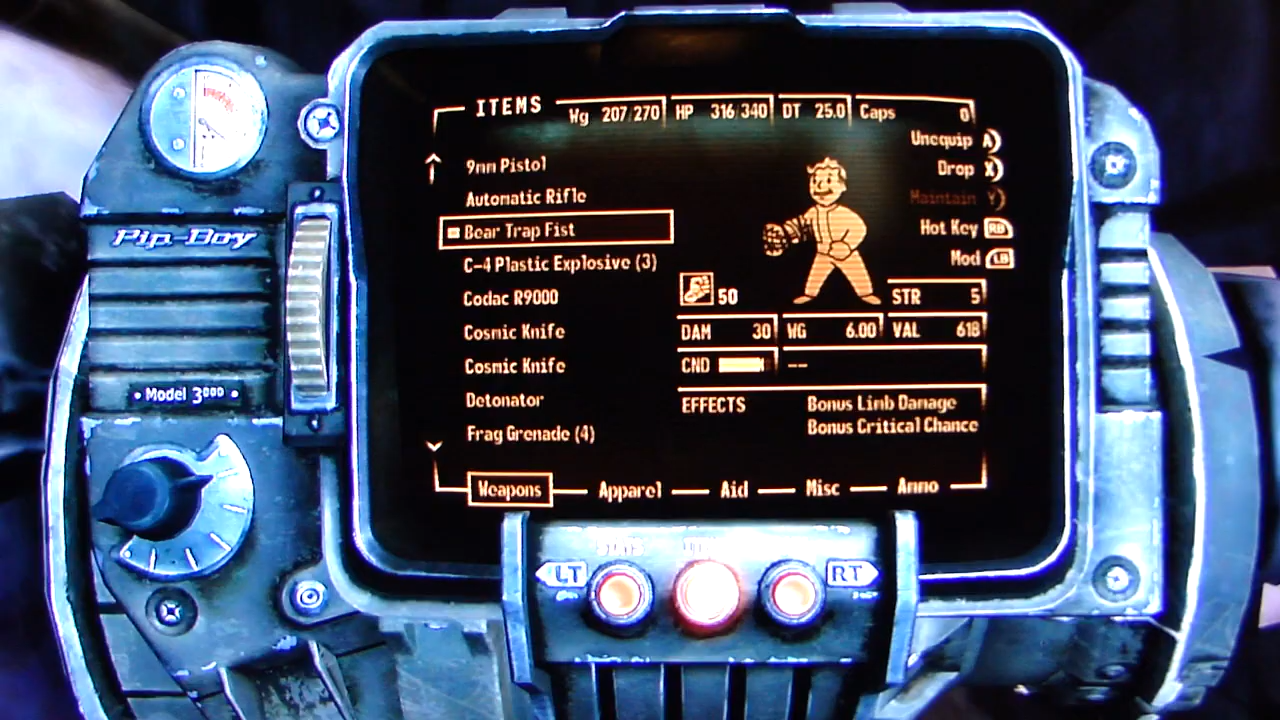 ITEMS Wg 207/270 HP 316/340 DT 25.0 Caps 0
Unequip A)
9mm Pistol
Drop X)
Automatic Rifle
Maintain Y)
Bear Trap Fist
Hot Key RB
C-4 Plastic Explosive (3)
Mod LB
Codac R9000
50
STR 5
Cosmic Knife
DAM 30 WG 6.00 VAL 618
Cosmic Knife
CND --
Detonator
EFFECTS Bonus Limb Damage
Bonus Critical Chance
Frag Grenade (4)
Weapons Apparel Aid Misc Ammo
Pip-Boy
• Model 3000 •
LT RT